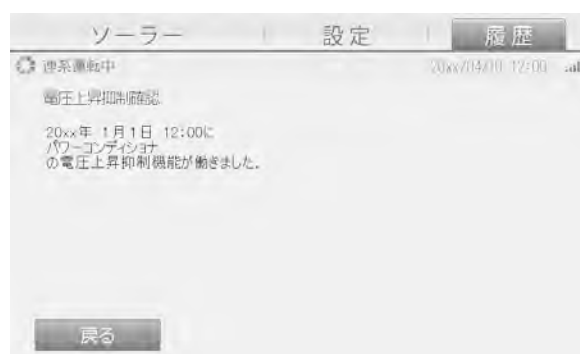 ソーラー 設定 履歴
連系運転中 20xx/04/01 12:00
電圧上昇抑制確認
20xx年 1月1日 12:00に
パワーコンディショナ
の電圧上昇抑制機能が働きました。
戻る